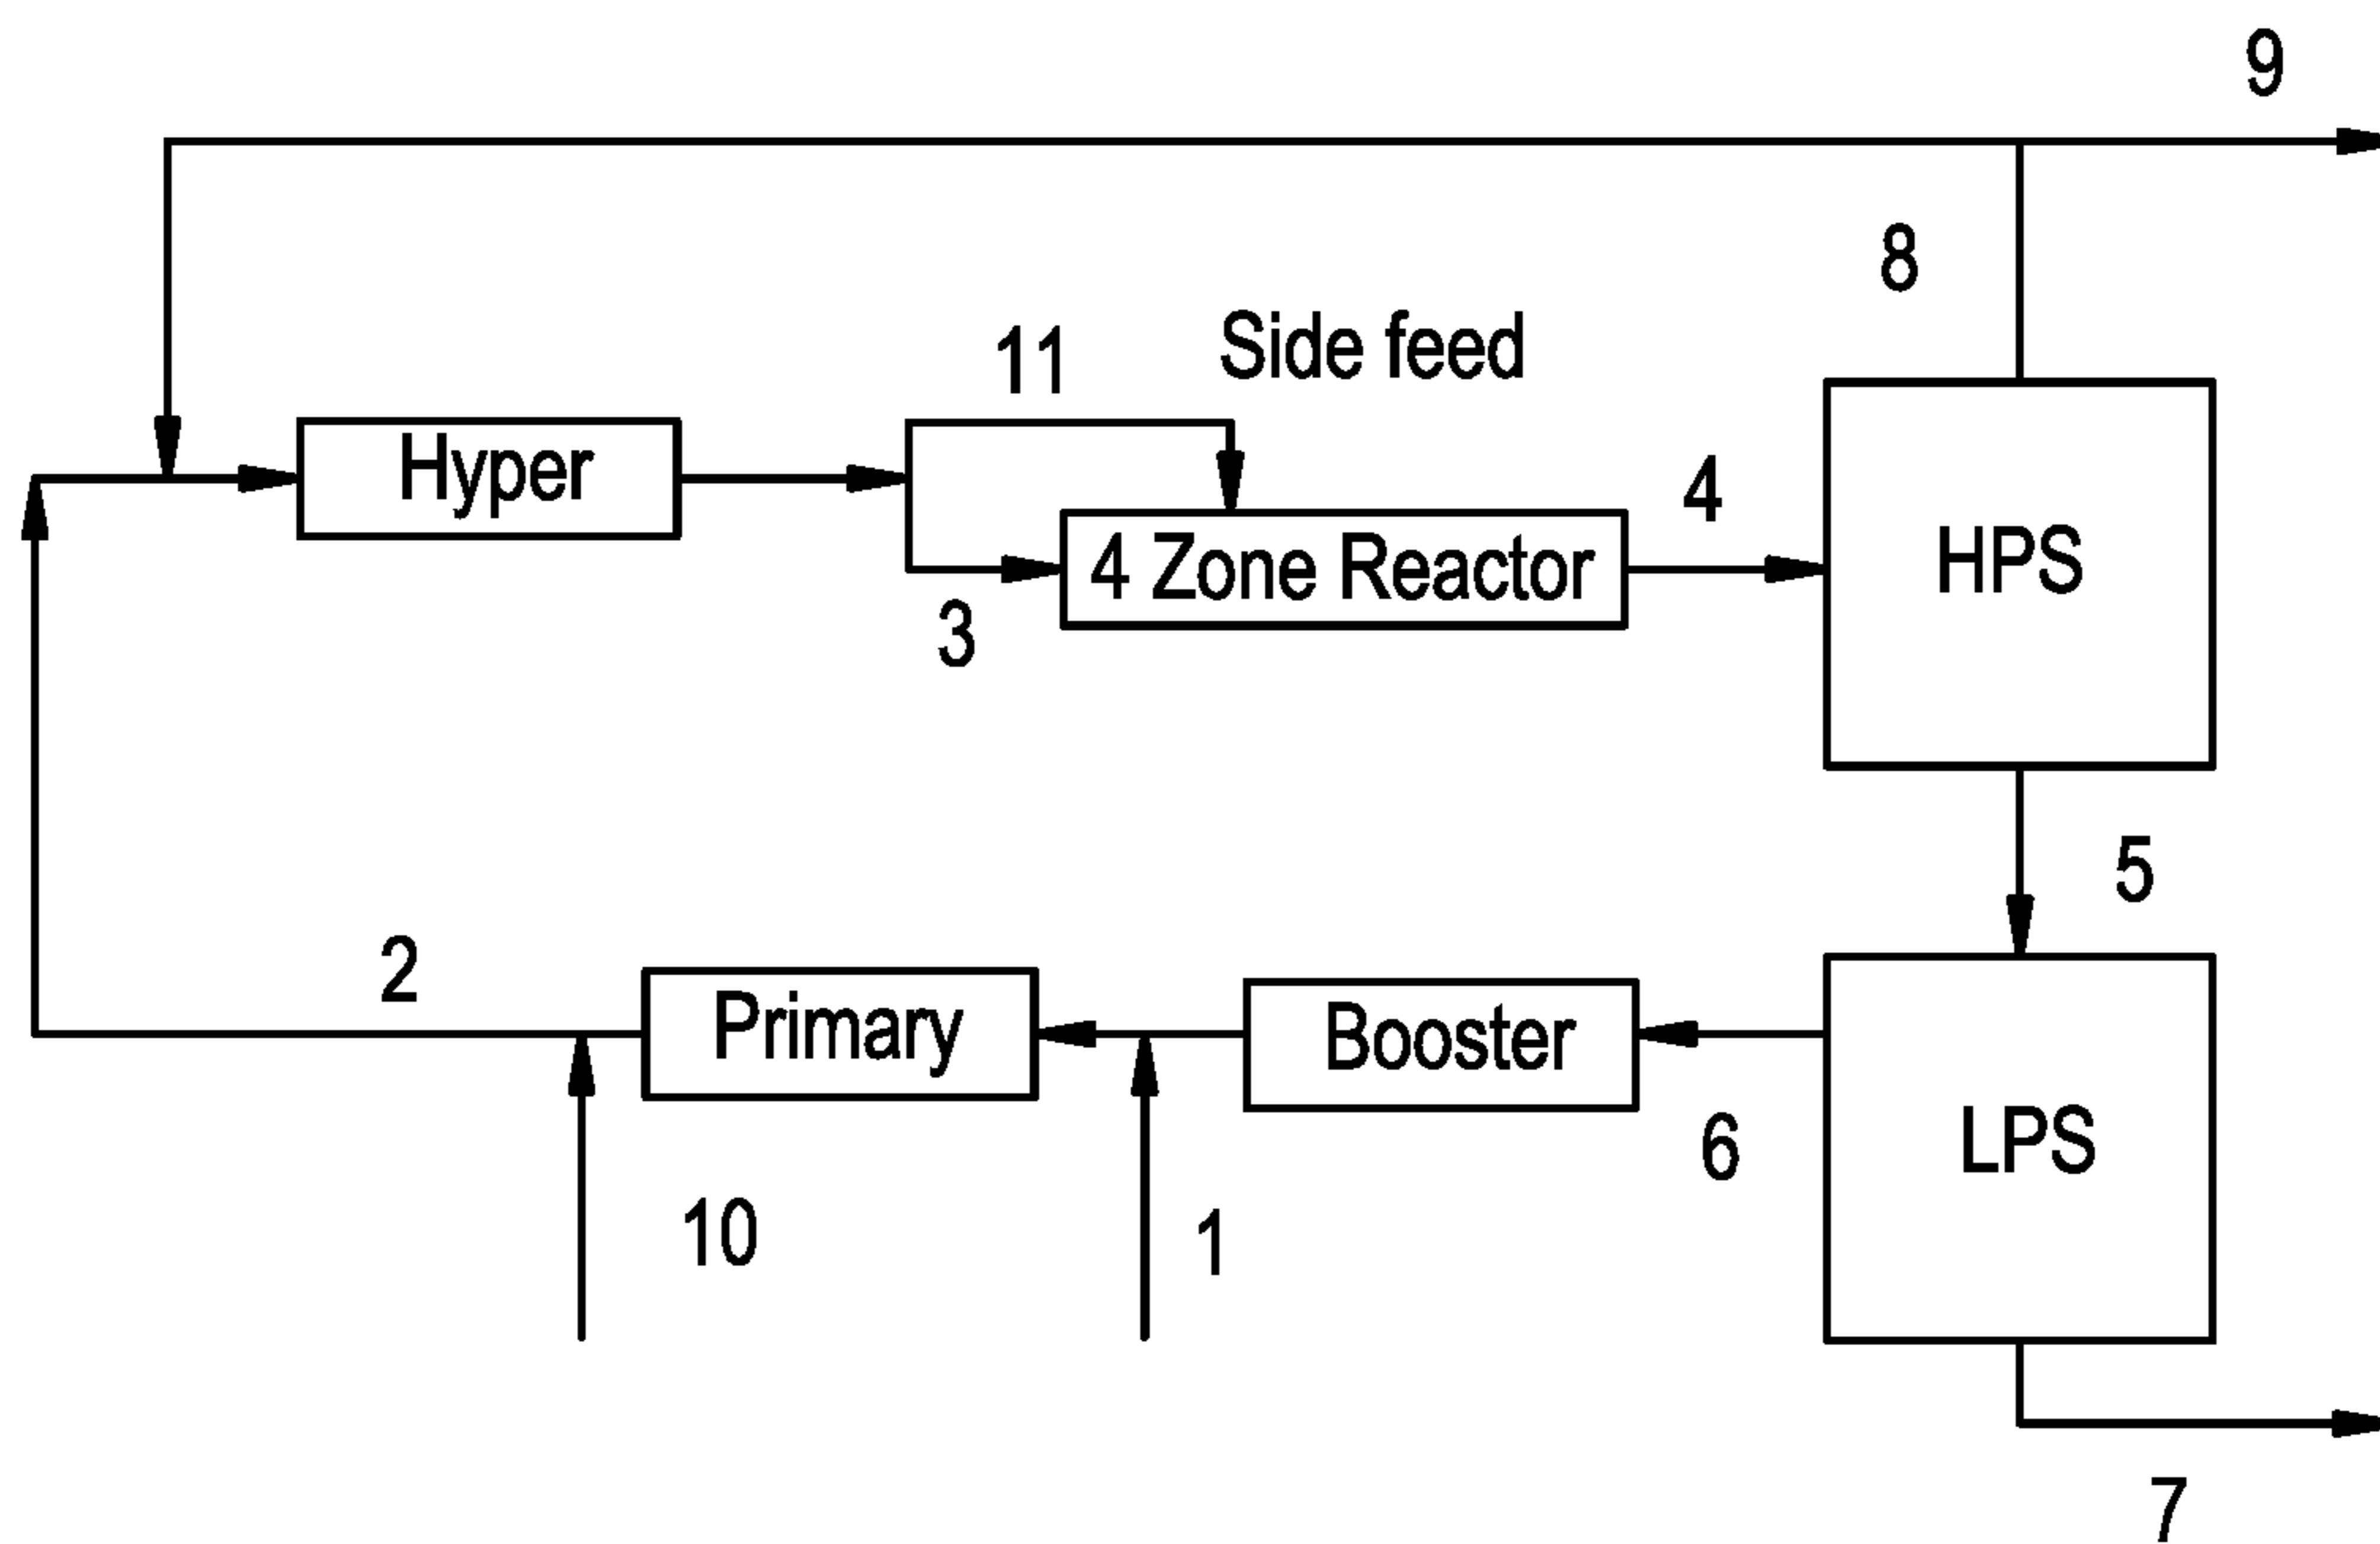 9
8
11
Side feed
Hyper
4
4 Zone Reactor
HPS
3
5
2
Primary
Booster
6
LPS
10
1
7